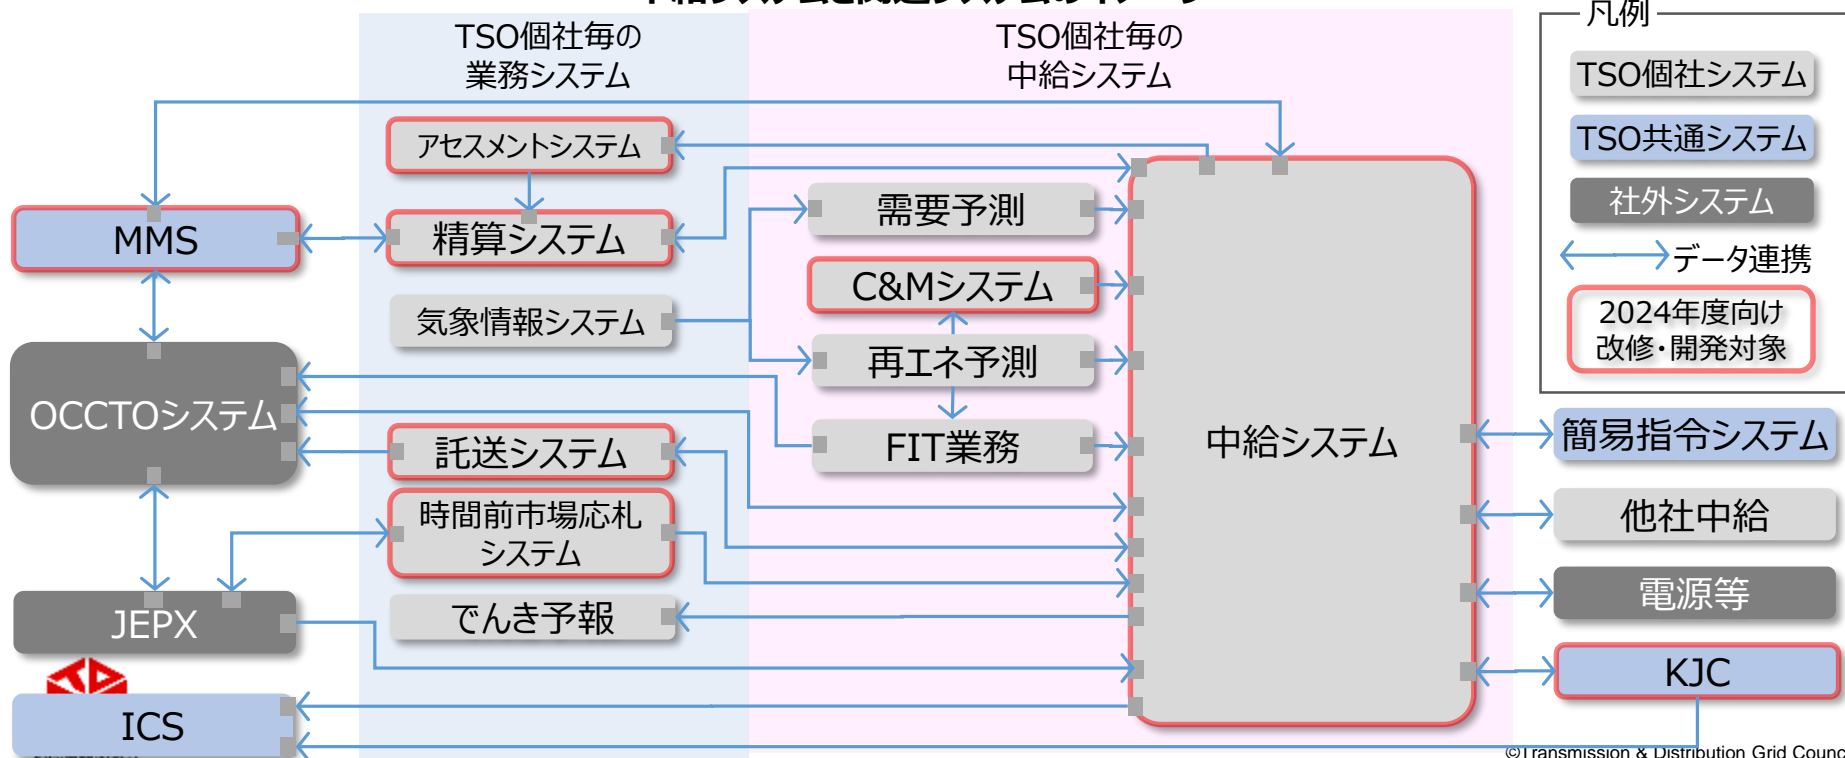 TSO個社毎の
業務システム
TSO個社毎の
中給システム
凡例
TSO個社システム
TSO共通システム
社外システム
データ連携
2024年度向け
改修・開発対象
アセスメントシステム
MMS
精算システム
需要予測
C&Mシステム
気象情報システム
再エネ予測
OCCTOシステム
FIT業務
中給システム
託送システム
時間前市場応札
システム
でんき予報
JEPX
ICS
簡易指令システム
他社中給
電源等
KJC
©Transmission & Distribution Grid Counc